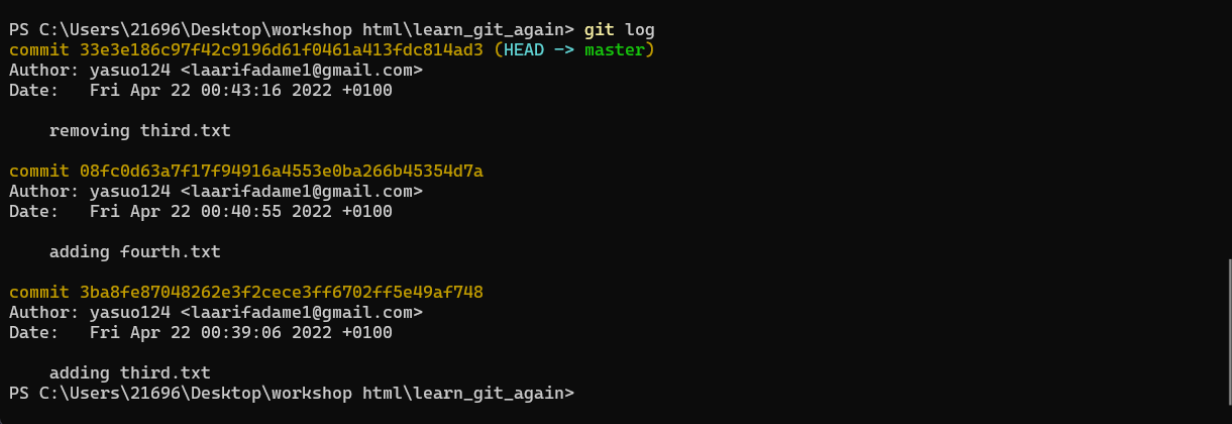 PS C:\Users\21696\Desktop\workshop html\learn_git_again> git log
commit 33e3e186c97f42c9196d61f0461a413fdc814ad3 (HEAD -> master)
Author: yasuo124 <laarifadame1@gmail.com>
Date:   Fri Apr 22 00:43:16 2022 +0100
    removing third.txt
commit 08fc0d63a7f17f94916a4553e0ba266b45354d7a
Author: yasuo124 <laarifadame1@gmail.com>
Date:   Fri Apr 22 00:40:55 2022 +0100
    adding fourth.txt
commit 3ba8fe87048262e3f2cece3ff6702ff5e49af748
Author: yasuo124 <laarifadame1@gmail.com>
Date:   Fri Apr 22 00:39:06 2022 +0100
    adding third.txt
PS C:\Users\21696\Desktop\workshop html\learn_git_again>